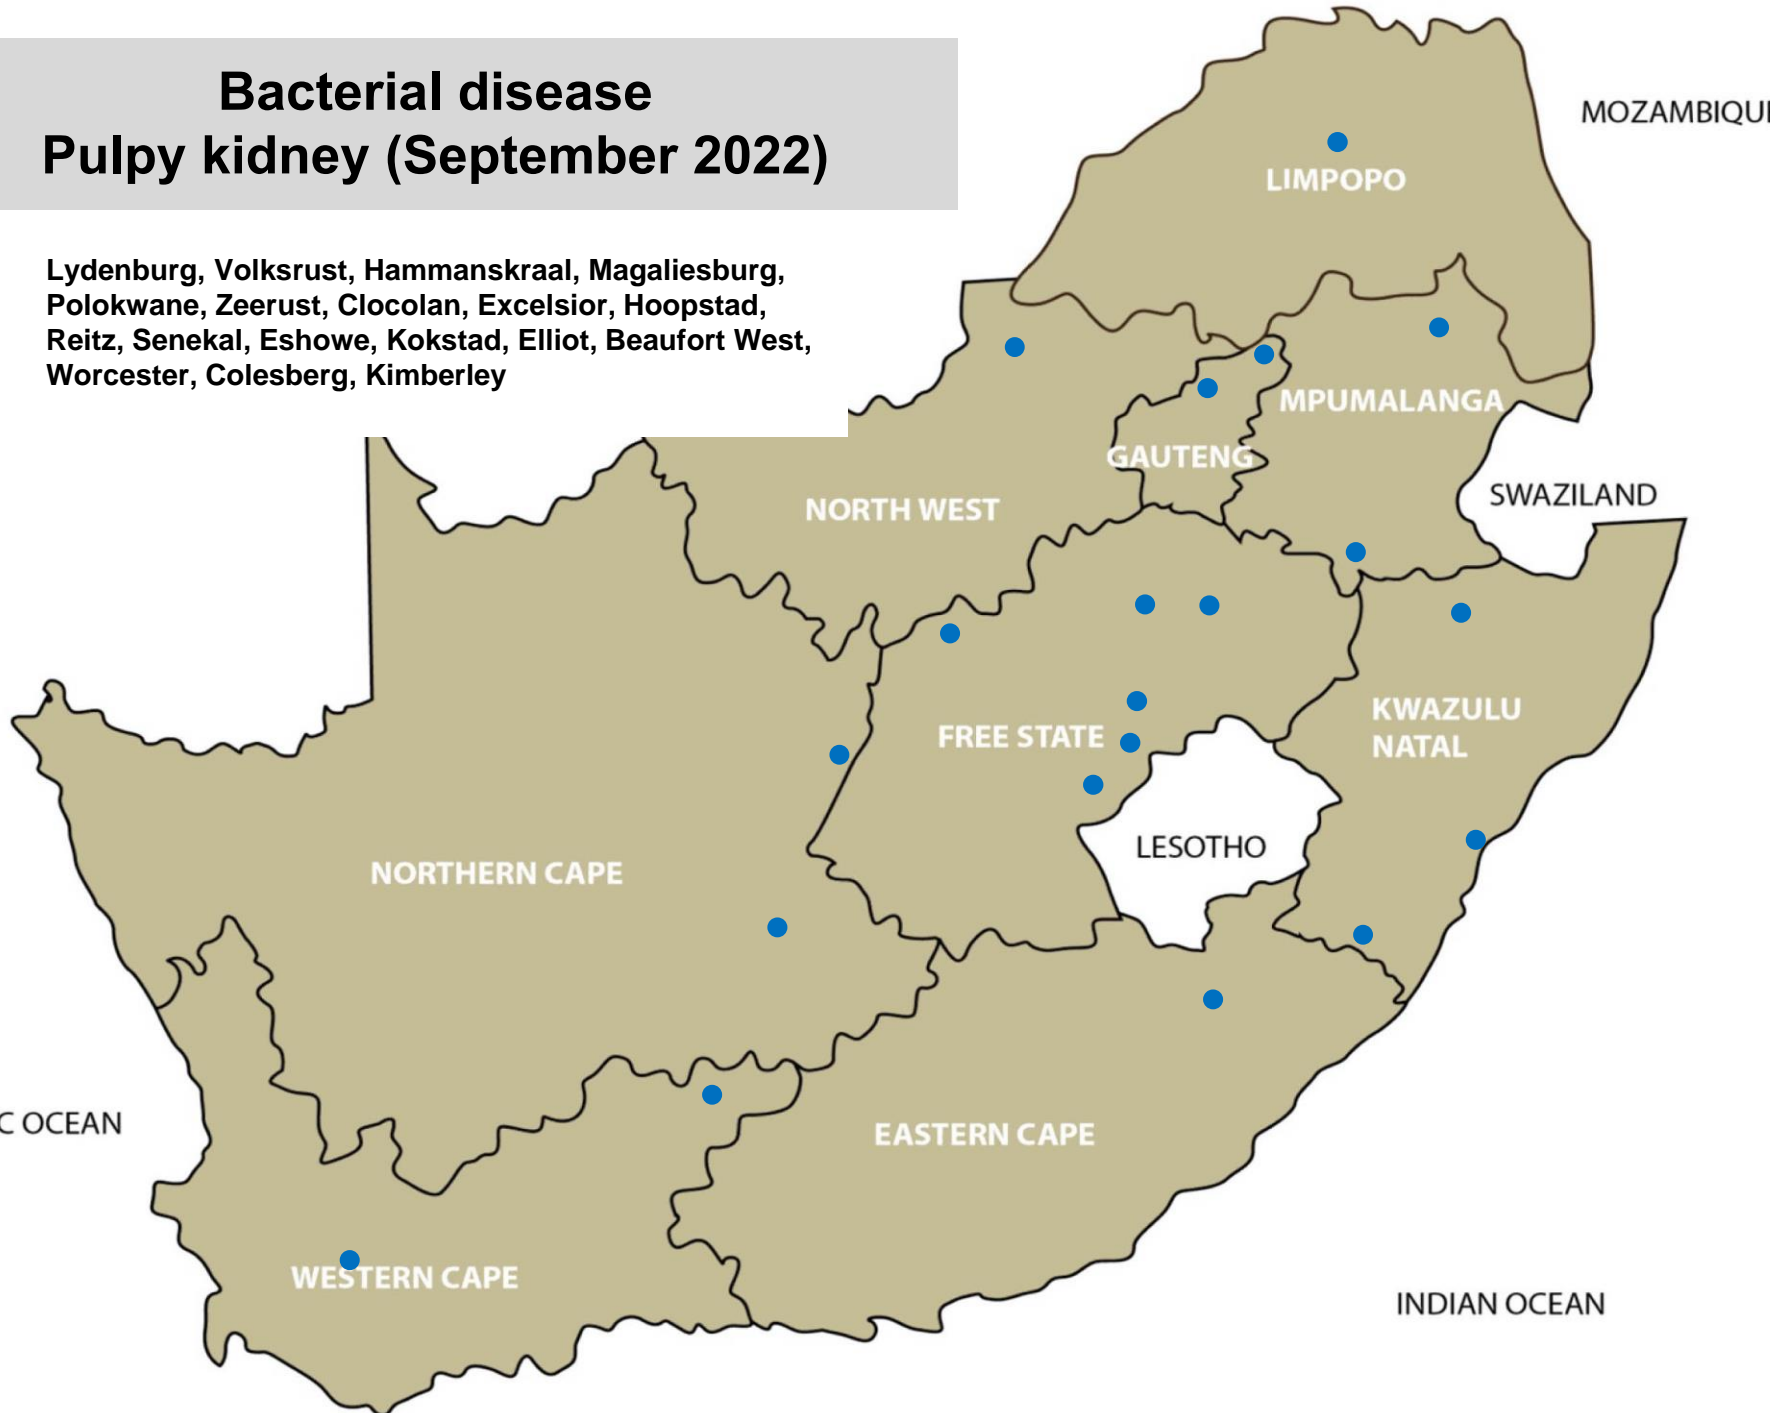 Bacterial disease
Pulpy kidney (September 2022)
MOZAMBIQUE
LIMPOPO
Lydenburg, Volksrust, Hammanskraal, Magaliesburg,
Polokwane, Zeerust, Clocolan, Excelsior, Hoopstad,
Reitz, Senekal, Eshowe, Kokstad, Elliot, Beaufort West,
Worcester, Colesberg, Kimberley
MPUMALANGA
GAUTENG
SWAZILAND
NORTH WEST
KWAZULU
NATAL
FREE STATE
LESOTHO
NORTHERN CAPE
C OCEAN
EASTERN CAPE
WESTERN CAPE
INDIAN OCEAN